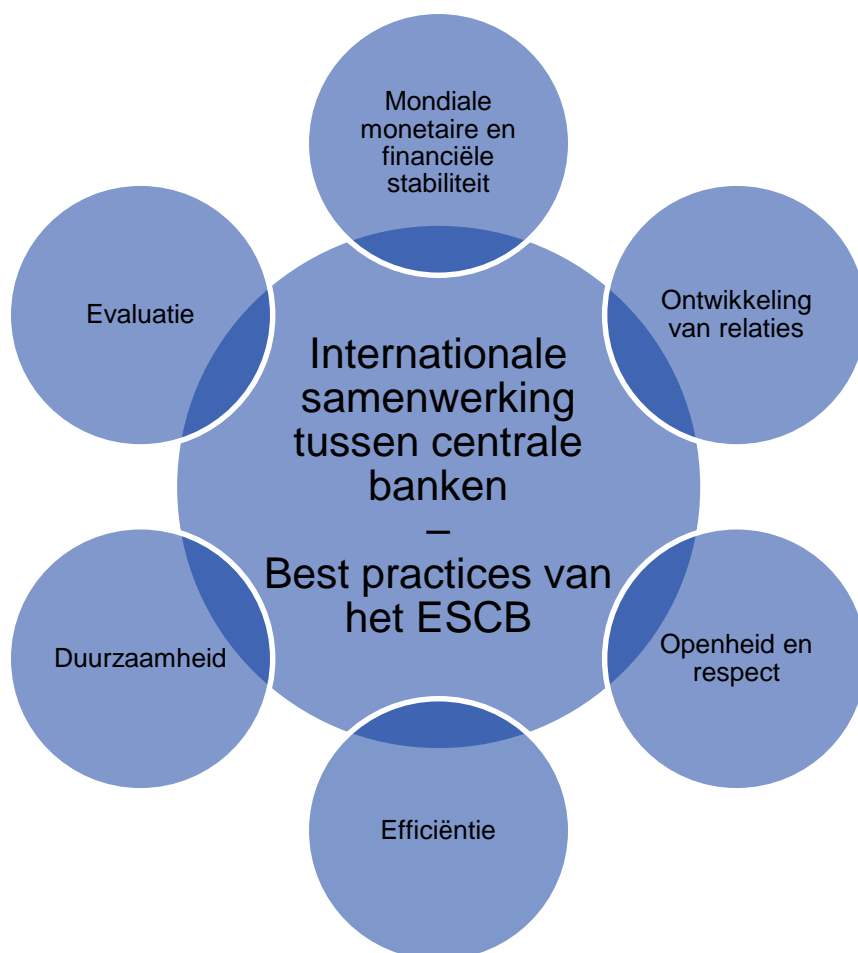 Mondiale
monetaire en
financiële
stabiliteit
Ontwikkeling
van relaties
Openheid en
respect
Efficiëntie
Duurzaamheid
Evaluatie
Internationale
samenwerking
tussen centrale
banken
–
Best practices van
het ESCB